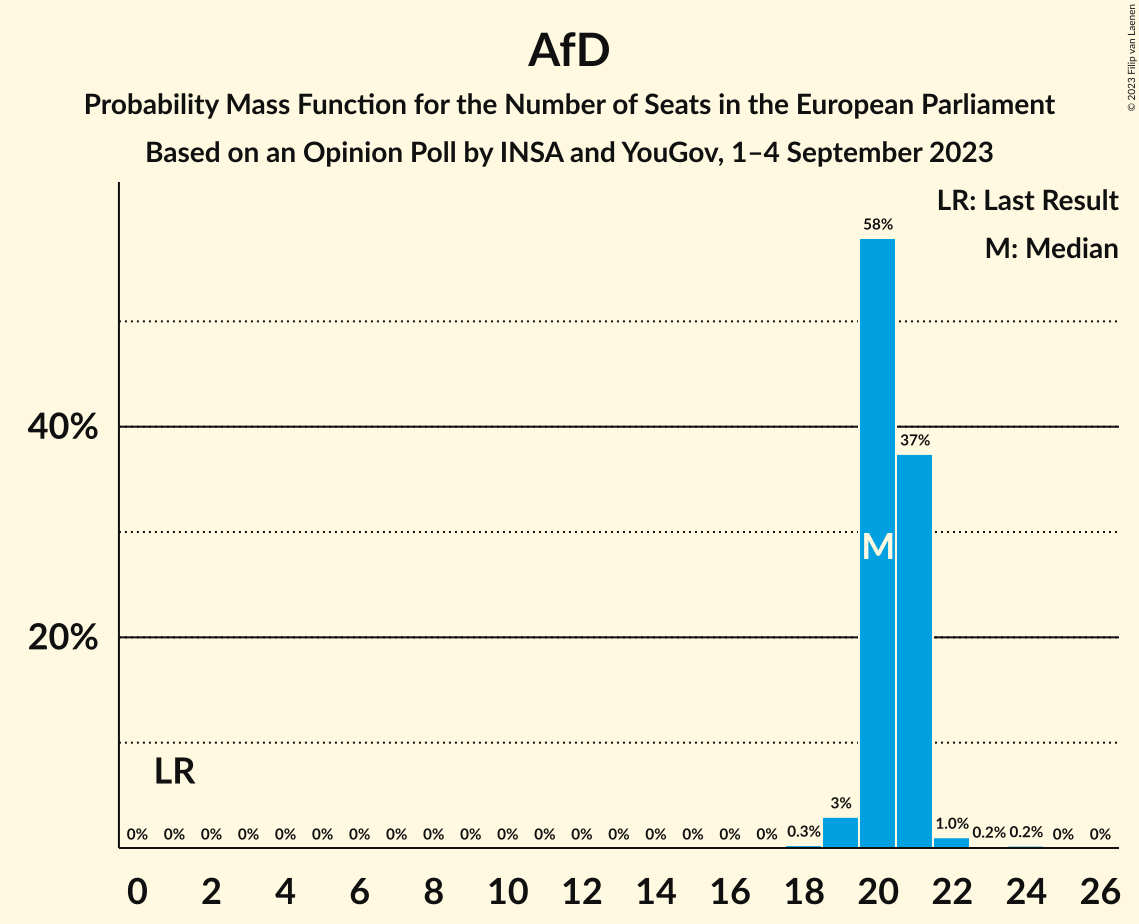 © 2023 Filip van Laenen
AfD
Probability Mass Function for the Number of Seats in the European Parliament
Based on an Opinion Poll by INSA and YouGov, 1–4 September 2023
LR: Last Result
M: Median
58%
40%
37%
M
20%
LR
0% 0% 0% 0% 0% 0% 0% 0% 0% 0% 0% 0% 0% 0% 0% 0% 0% 0% 0.3% 3% 1.0% 0.2% 0.2% 0% 0%
0 2 4 6 8 10 12 14 16 18 20 22 24 26